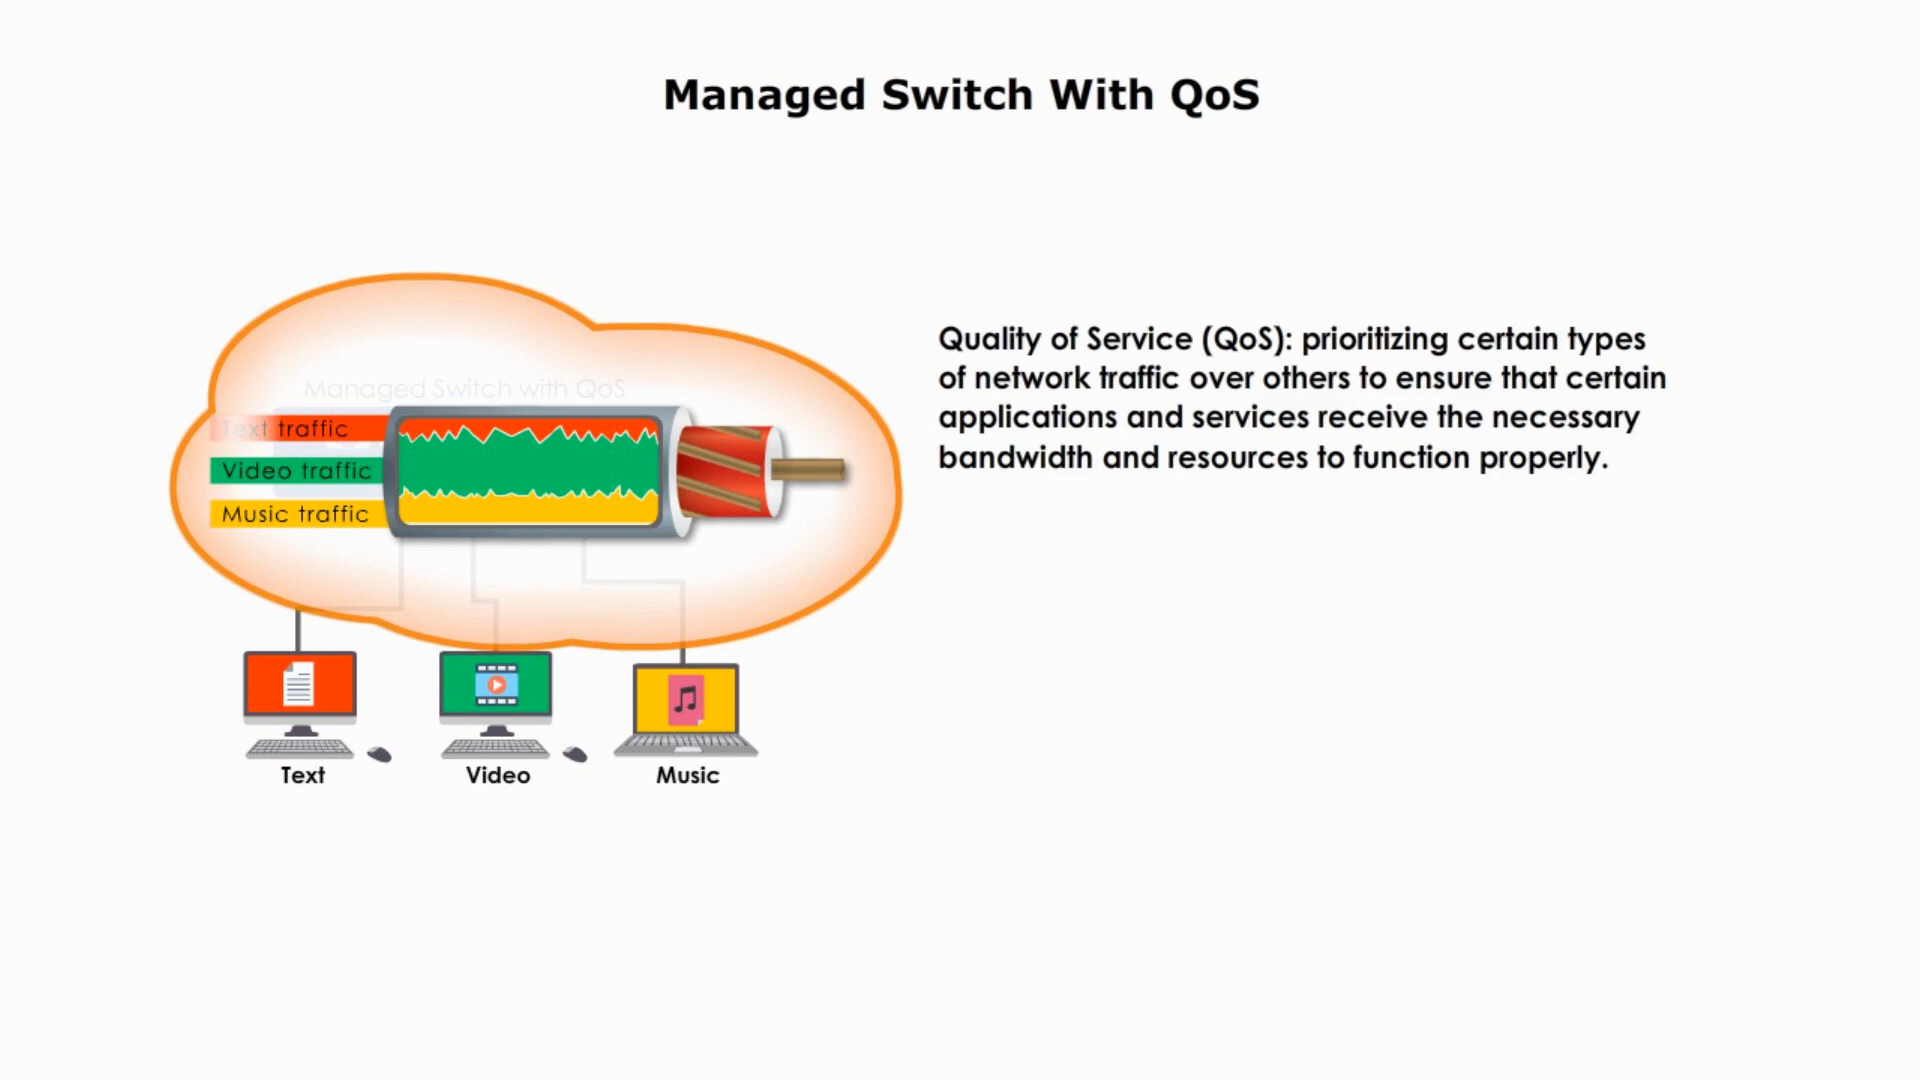 Managed Switch With QoS
Managed Switch with QoS
Text traffic
Video traffic
Music traffic
Quality of Service (QoS): prioritizing certain types
of network traffic over others to ensure that certain
applications and services receive the necessary
bandwidth and resources to function properly.
Text
Video
Music